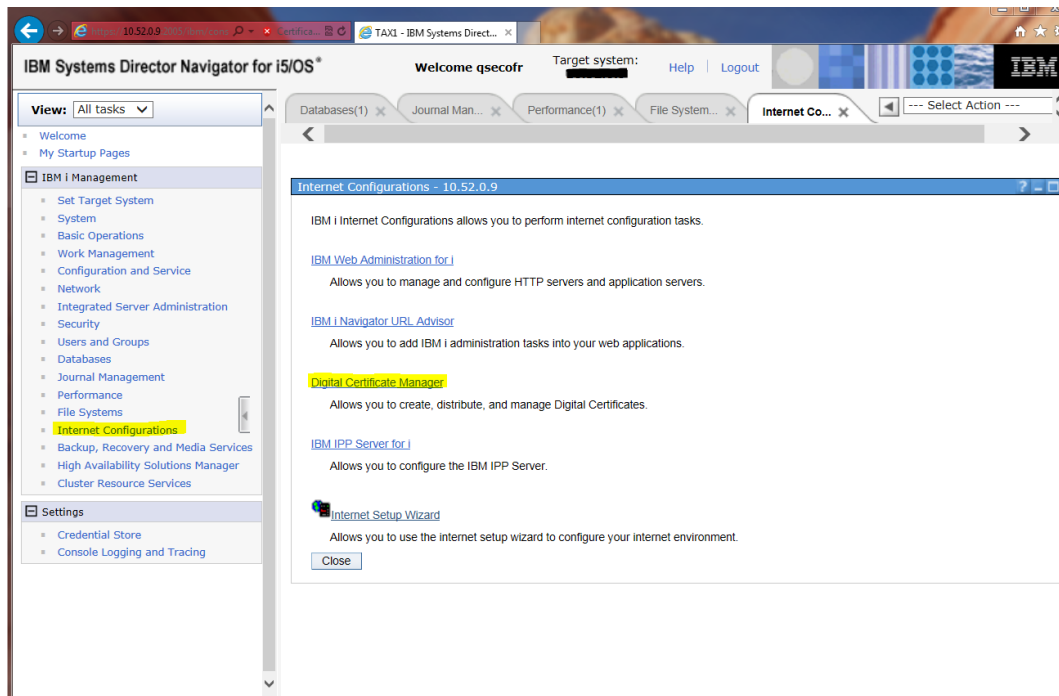 10.52.0.9
Certifica...
TAX1 - IBM Systems Direct...
IBM Systems Director Navigator for i5/OS®
Welcome qsecofr
Target system:
Help
Logout
IBM
View: All tasks
Welcome
My Startup Pages
IBM i Management
Set Target System
System
Basic Operations
Work Management
Configuration and Service
Network
Integrated Server Administration
Security
Users and Groups
Databases
Journal Management
Performance
File Systems
Internet Configurations
Backup, Recovery and Media Services
High Availability Solutions Manager
Cluster Resource Services
Settings
Credential Store
Console Logging and Tracing
Databases(1)
Journal Man...
Performance(1)
File System...
Internet Co...
--- Select Action ---
Internet Configurations - 10.52.0.9
IBM i Internet Configurations allows you to perform internet configuration tasks.
IBM Web Administration for i
Allows you to manage and configure HTTP servers and application servers.
IBM i Navigator URL Advisor
Allows you to add IBM i administration tasks into your web applications.
Digital Certificate Manager
Allows you to create, distribute, and manage Digital Certificates.
IBM IPP Server for i
Allows you to configure the IBM IPP Server.
Internet Setup Wizard
Allows you to use the internet setup wizard to configure your internet environment.
Close